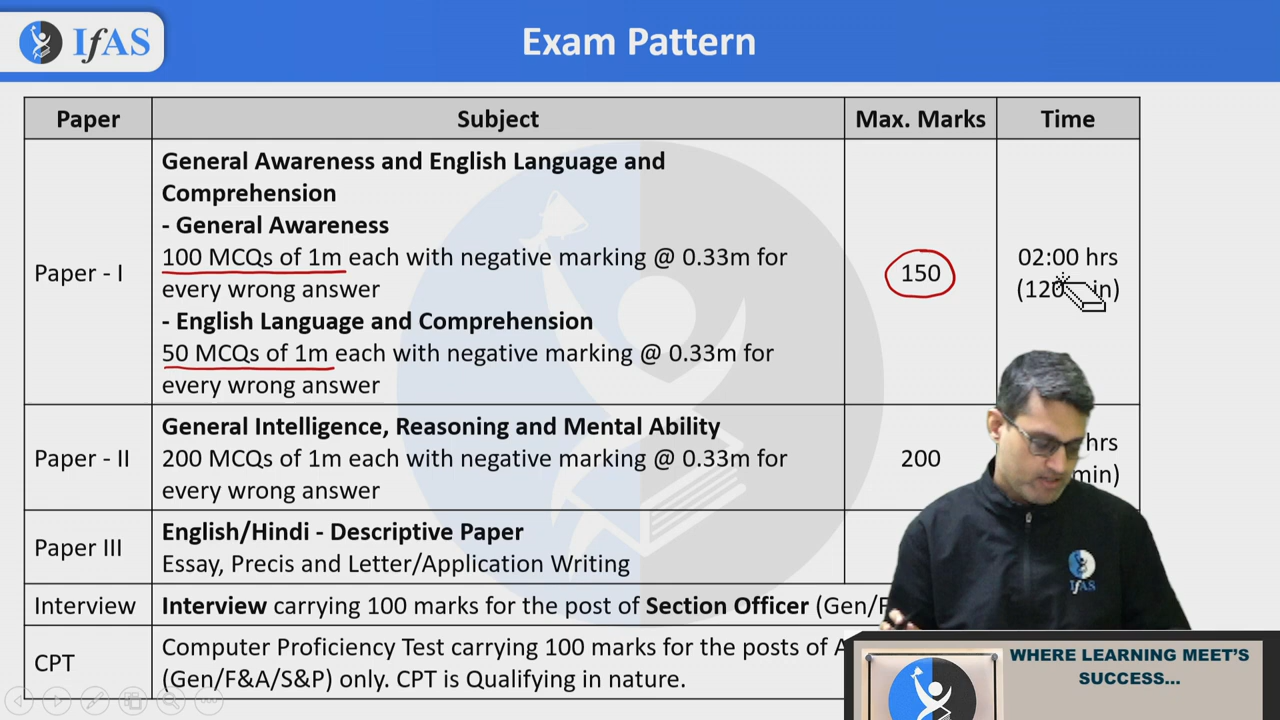 IfAS
Exam Pattern
Paper
Subject
Max. Marks
Time
Paper - I
General Awareness and English Language and
Comprehension
- General Awareness
100 MCQs of 1m each with negative marking @ 0.33m for
every wrong answer
- English Language and Comprehension
50 MCQs of 1m each with negative marking @ 0.33m for
every wrong answer
150
02:00 hrs
(120 in)
Paper - II
General Intelligence, Reasoning and Mental Ability
200 MCQs of 1m each with negative marking @ 0.33m for
every wrong answer
200
hrs
min)
Paper III
English/Hindi - Descriptive Paper
Essay, Precis and Letter/Application Writing
Interview
Interview carrying 100 marks for the post of Section Officer (Gen/F
CPT
Computer Proficiency Test carrying 100 marks for the posts of A
(Gen/F&A/S&P) only. CPT is Qualifying in nature.
IfAS
WHERE LEARNING MEET'S
SUCCESS...